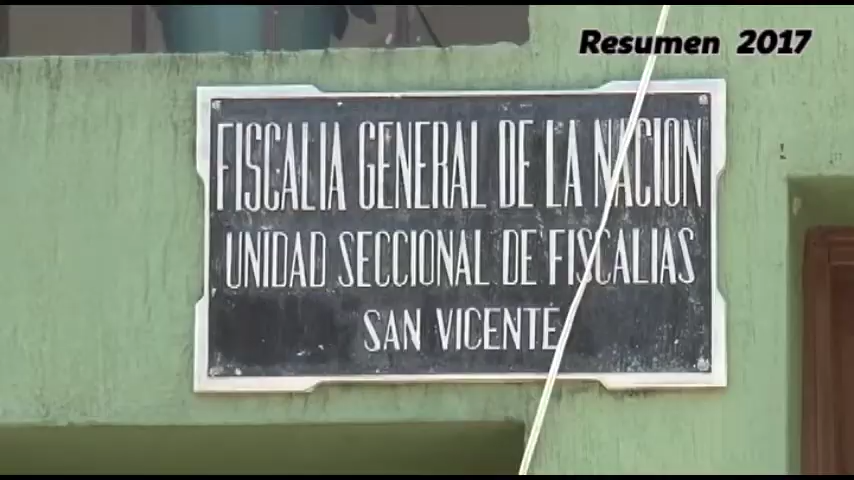 Resumen 2017
FISCALIA GENERAL DE LA NACION
UNIDAD SECCIONAL DE FISCALIAS
SAN VICENTE